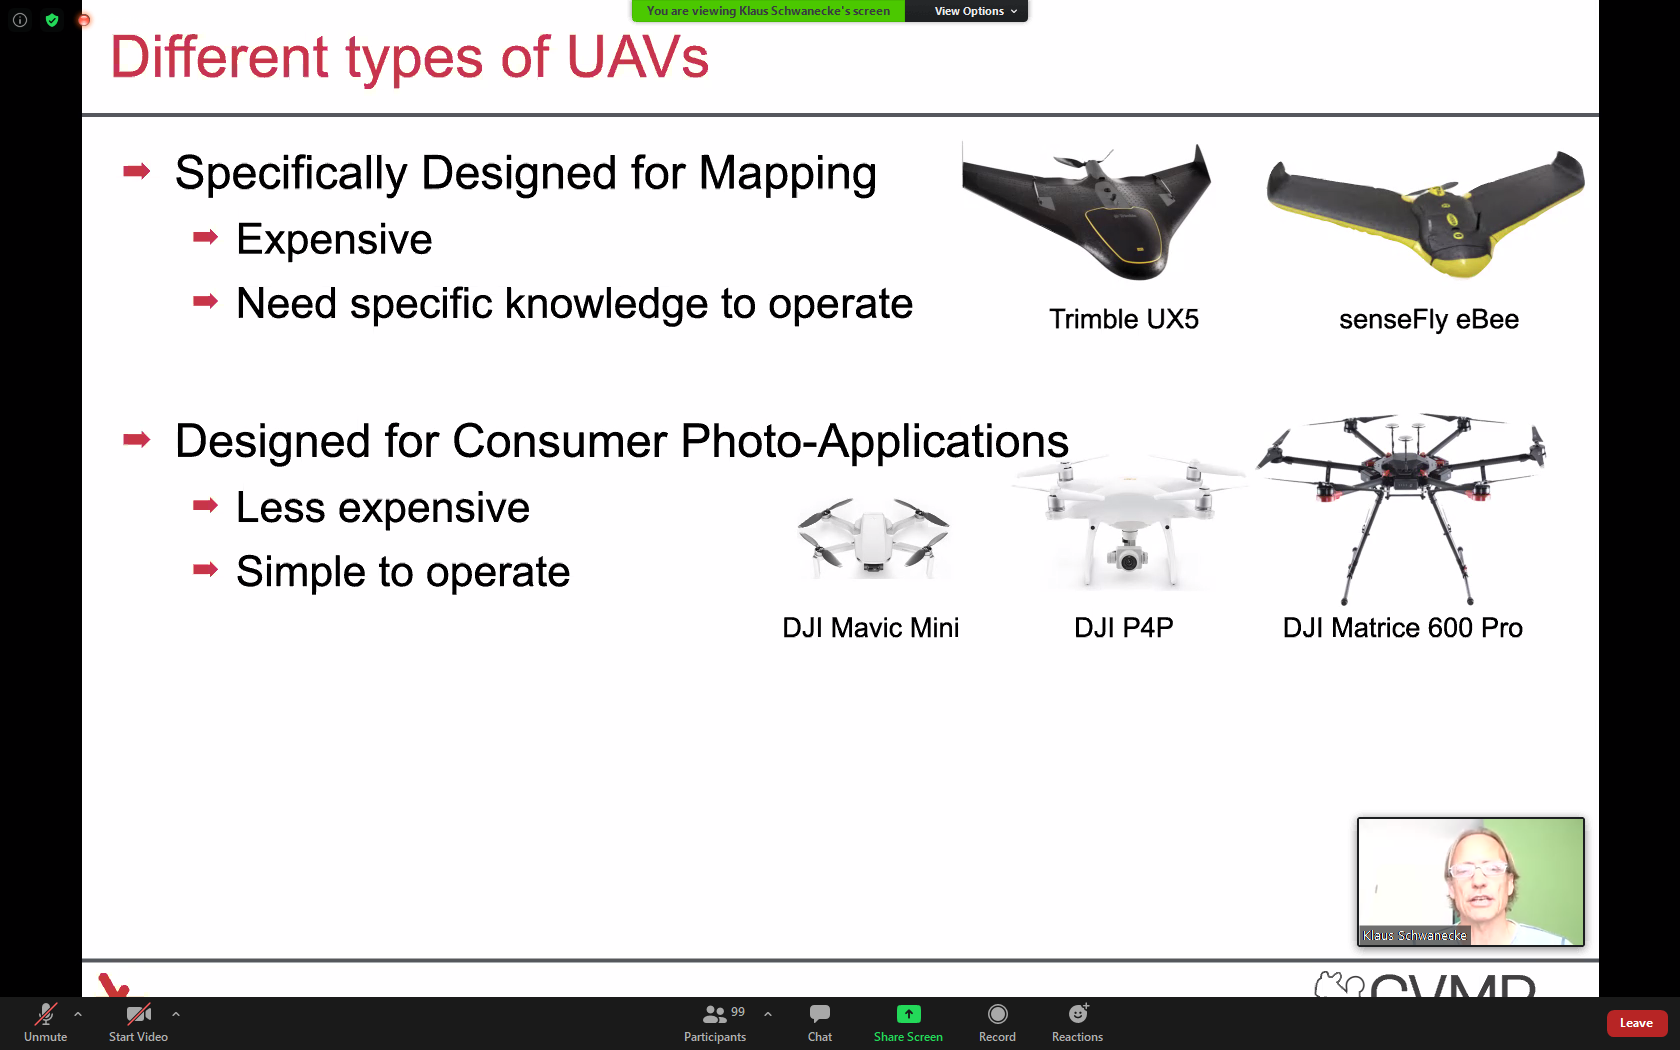 You are viewing Klaus Schwanecke's screen
View Options
Different types of UAVs
Specifically Designed for Mapping
Expensive
Need specific knowledge to operate
Trimble UX5
senseFly eBee
Designed for Consumer Photo-Applications
Less expensive
Simple to operate
DJI Mavic Mini
DJI P4P
DJI Matrice 600 Pro
Klaus Schwanecke
CVMP
Unmute
Start Video
99
Participants
Chat
Share Screen
Record
Reactions
Leave